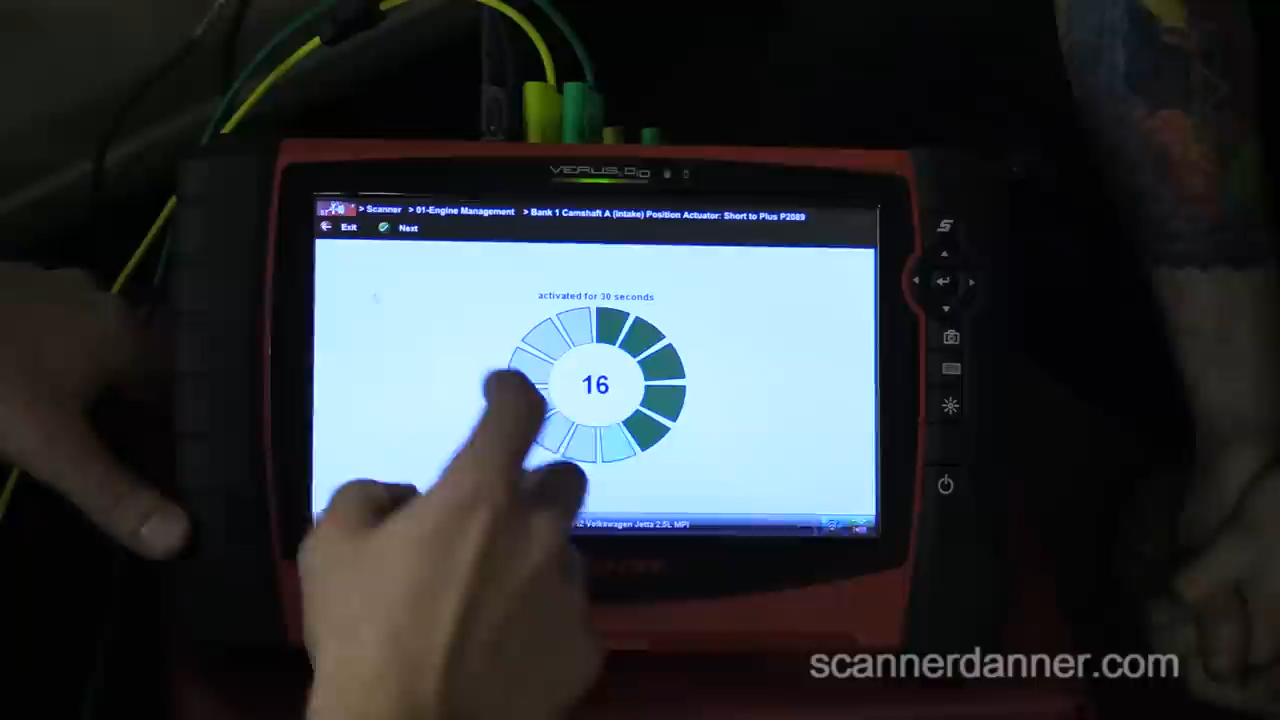 VERUS PRO
> Scanner > 01-Engine Management > Bank 1 Camshaft A (Intake) Position Actuator: Short to Plus P2089
Exit Next
activated for 30 seconds
16
Volkswagen Jetta 2.5L MPI
scannerdanner.com